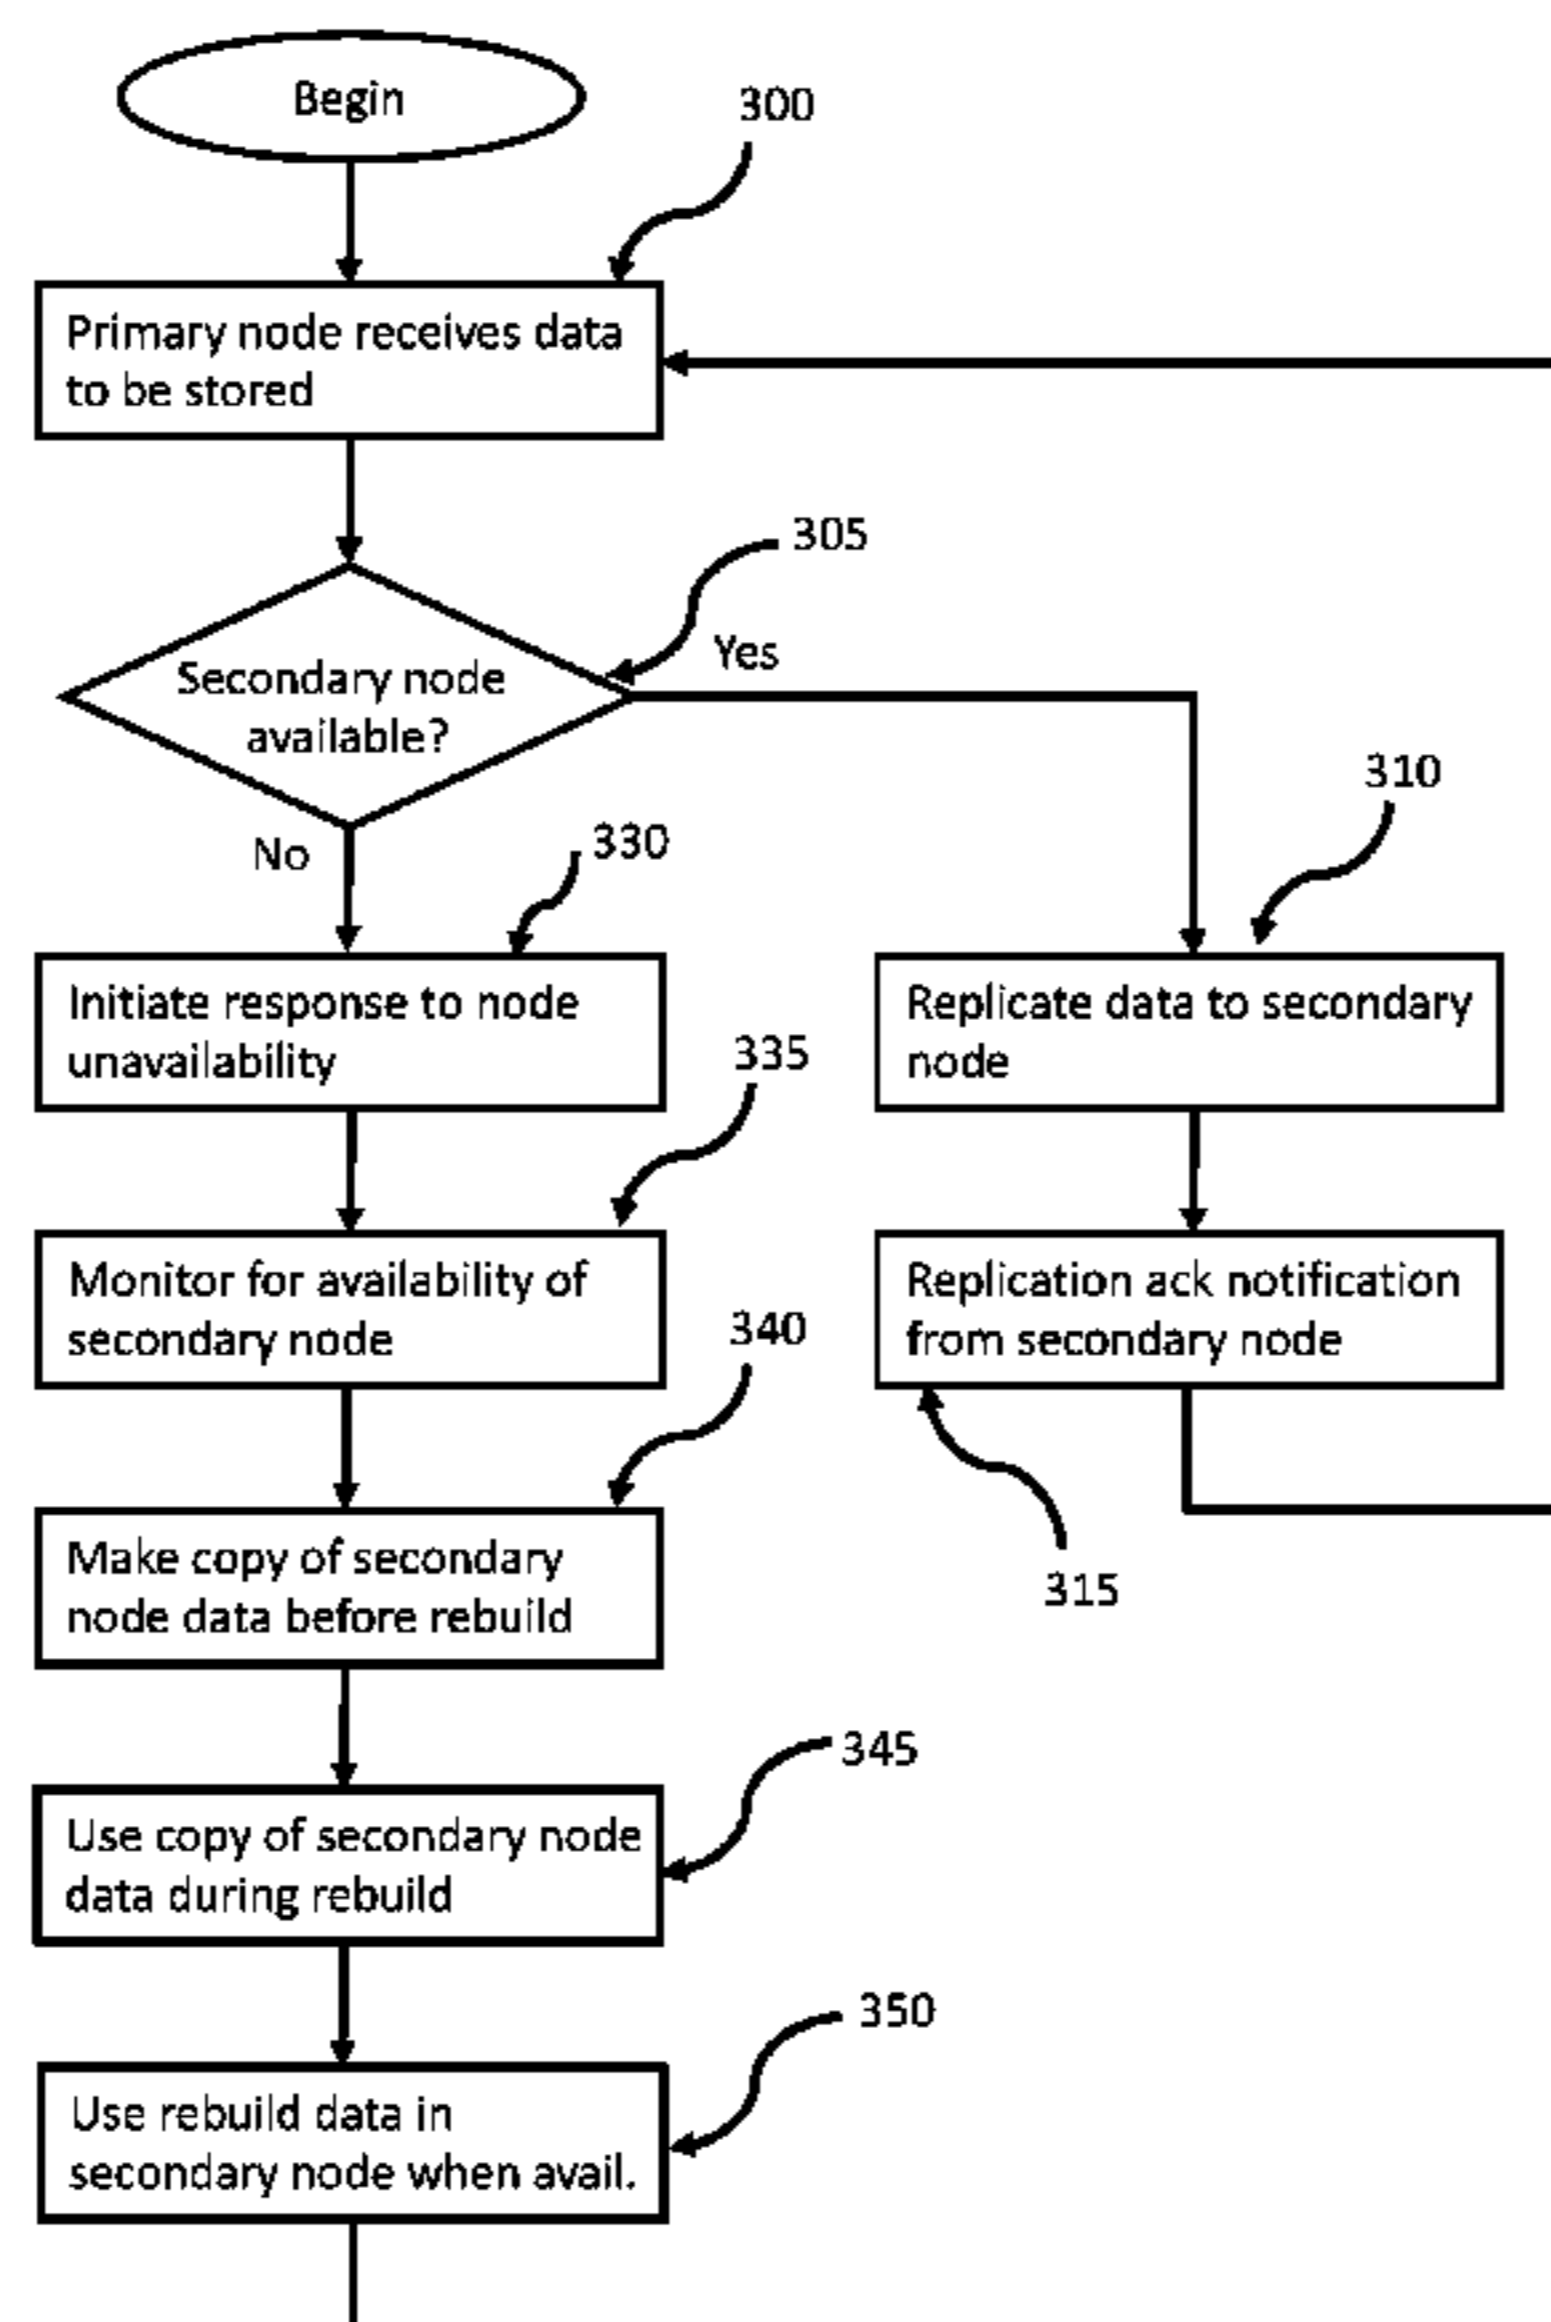 Begin
300
Primary node receives data
to be stored
305
Yes
Secondary node
available?
310
No
330
Initiate response to node
unavailability
Replicate data to secondary
node
335
Monitor for availability of
secondary node
Replication ack notification
from secondary node
340
315
Make copy of secondary
node data before rebuild
345
Use copy of secondary node
data during rebuild
350
Use rebuild data in
secondary node when avail.